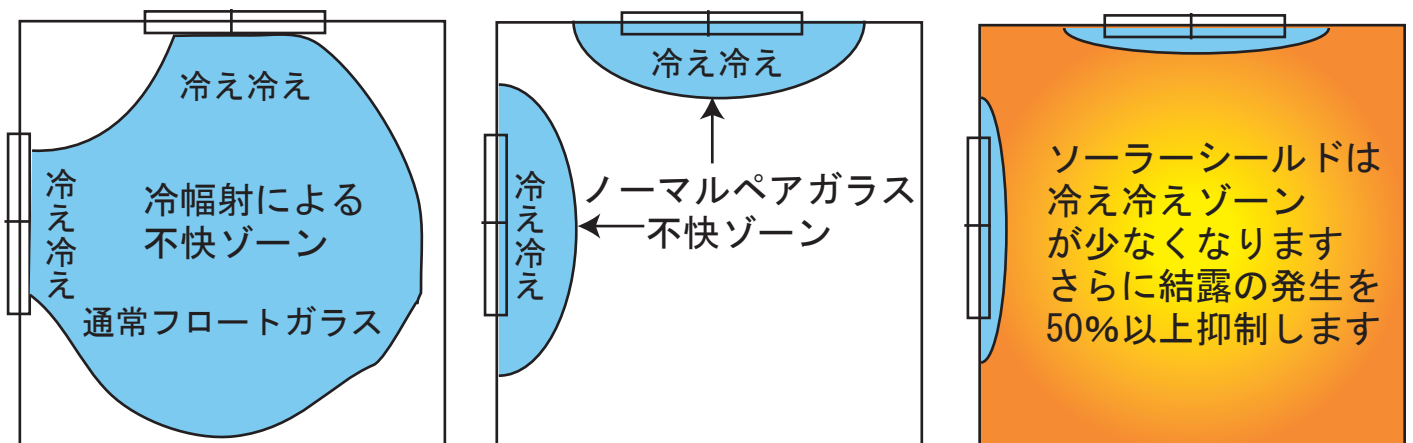 冷え冷え
冷え冷え
冷幅射による
不快ゾーン
通常フロートガラス
冷え冷え
冷え冷え
ノーマルペアガラス
不快ゾーン
ソーラーシールドは
冷え冷えゾーン
が少なくなります
さらに結露の発生を
50%以上抑制します